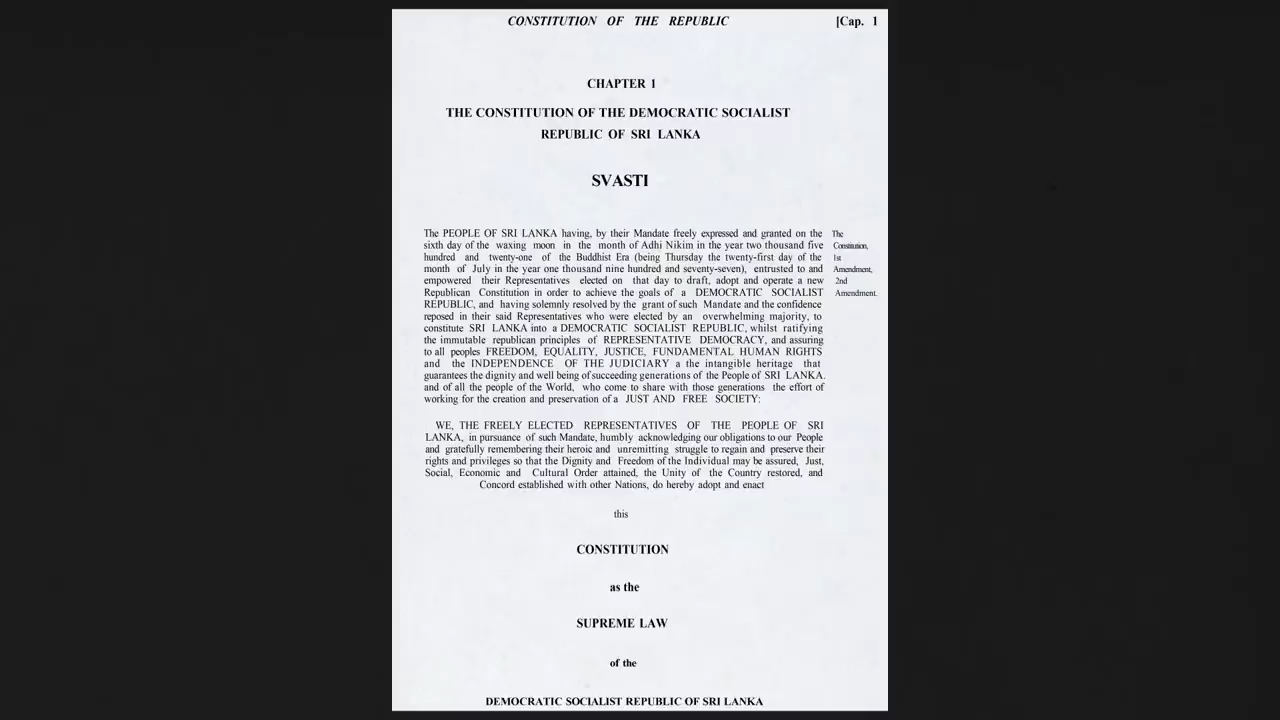 CONSTITUTION OF THE REPUBLIC [Cap. 1
CHAPTER 1
THE CONSTITUTION OF THE DEMOCRATIC SOCIALIST
REPUBLIC OF SRI LANKA
SVASTI
The PEOPLE OF SRI LANKA having, by their Mandate freely expressed and granted on the
sixth day of the waxing moon in the month of Adhi Nikim in the year two thousand five
hundred and twenty-one of the Buddhist Era (being Thursday the twenty-first day of the
month of July in the year one thousand nine hundred and seventy-seven), entrusted to and
empowered their Representatives elected on that day to draft, adopt and operate a new
Republican Constitution in order to achieve the goals of a DEMOCRATIC SOCIALIST
REPUBLIC, and having solemnly resolved by the grant of such Mandate and the confidence
reposed in their said Representatives who were elected by an overwhelming majority, to
constitute SRI LANKA into a DEMOCRATIC SOCIALIST REPUBLIC, whilst ratifying
the immutable republican principles of REPRESENTATIVE DEMOCRACY, and assuring
to all peoples FREEDOM, EQUALITY, JUSTICE, FUNDAMENTAL HUMAN RIGHTS
and the INDEPENDENCE OF THE JUDICIARY a the intangible heritage that
guarantees the dignity and well being of succeeding generations of the People of SRI LANKA.
and of all the people of the World, who come to share with those generations the effort of
working for the creation and preservation of a JUST AND FREE SOCIETY:
The
Constitution,
1st
Amendment,
2nd
Amendment.
WE, THE FREELY ELECTED REPRESENTATIVES OF THE PEOPLE OF SRI
LANKA, in pursuance of such Mandate, humbly acknowledging our obligations to our People
and gratefully remembering their heroic and unremitting struggle to regain and preserve their
rights and privileges so that the Dignity and Freedom of the Individual may be assured, Just,
Social, Economic and Cultural Order attained, the Unity of the Country restored, and
Concord established with other Nations, do hereby adopt and enact
this
CONSTITUTION
as the
SUPREME LAW
of the
DEMOCRATIC SOCIALIST REPUBLIC OF SRI LANKA